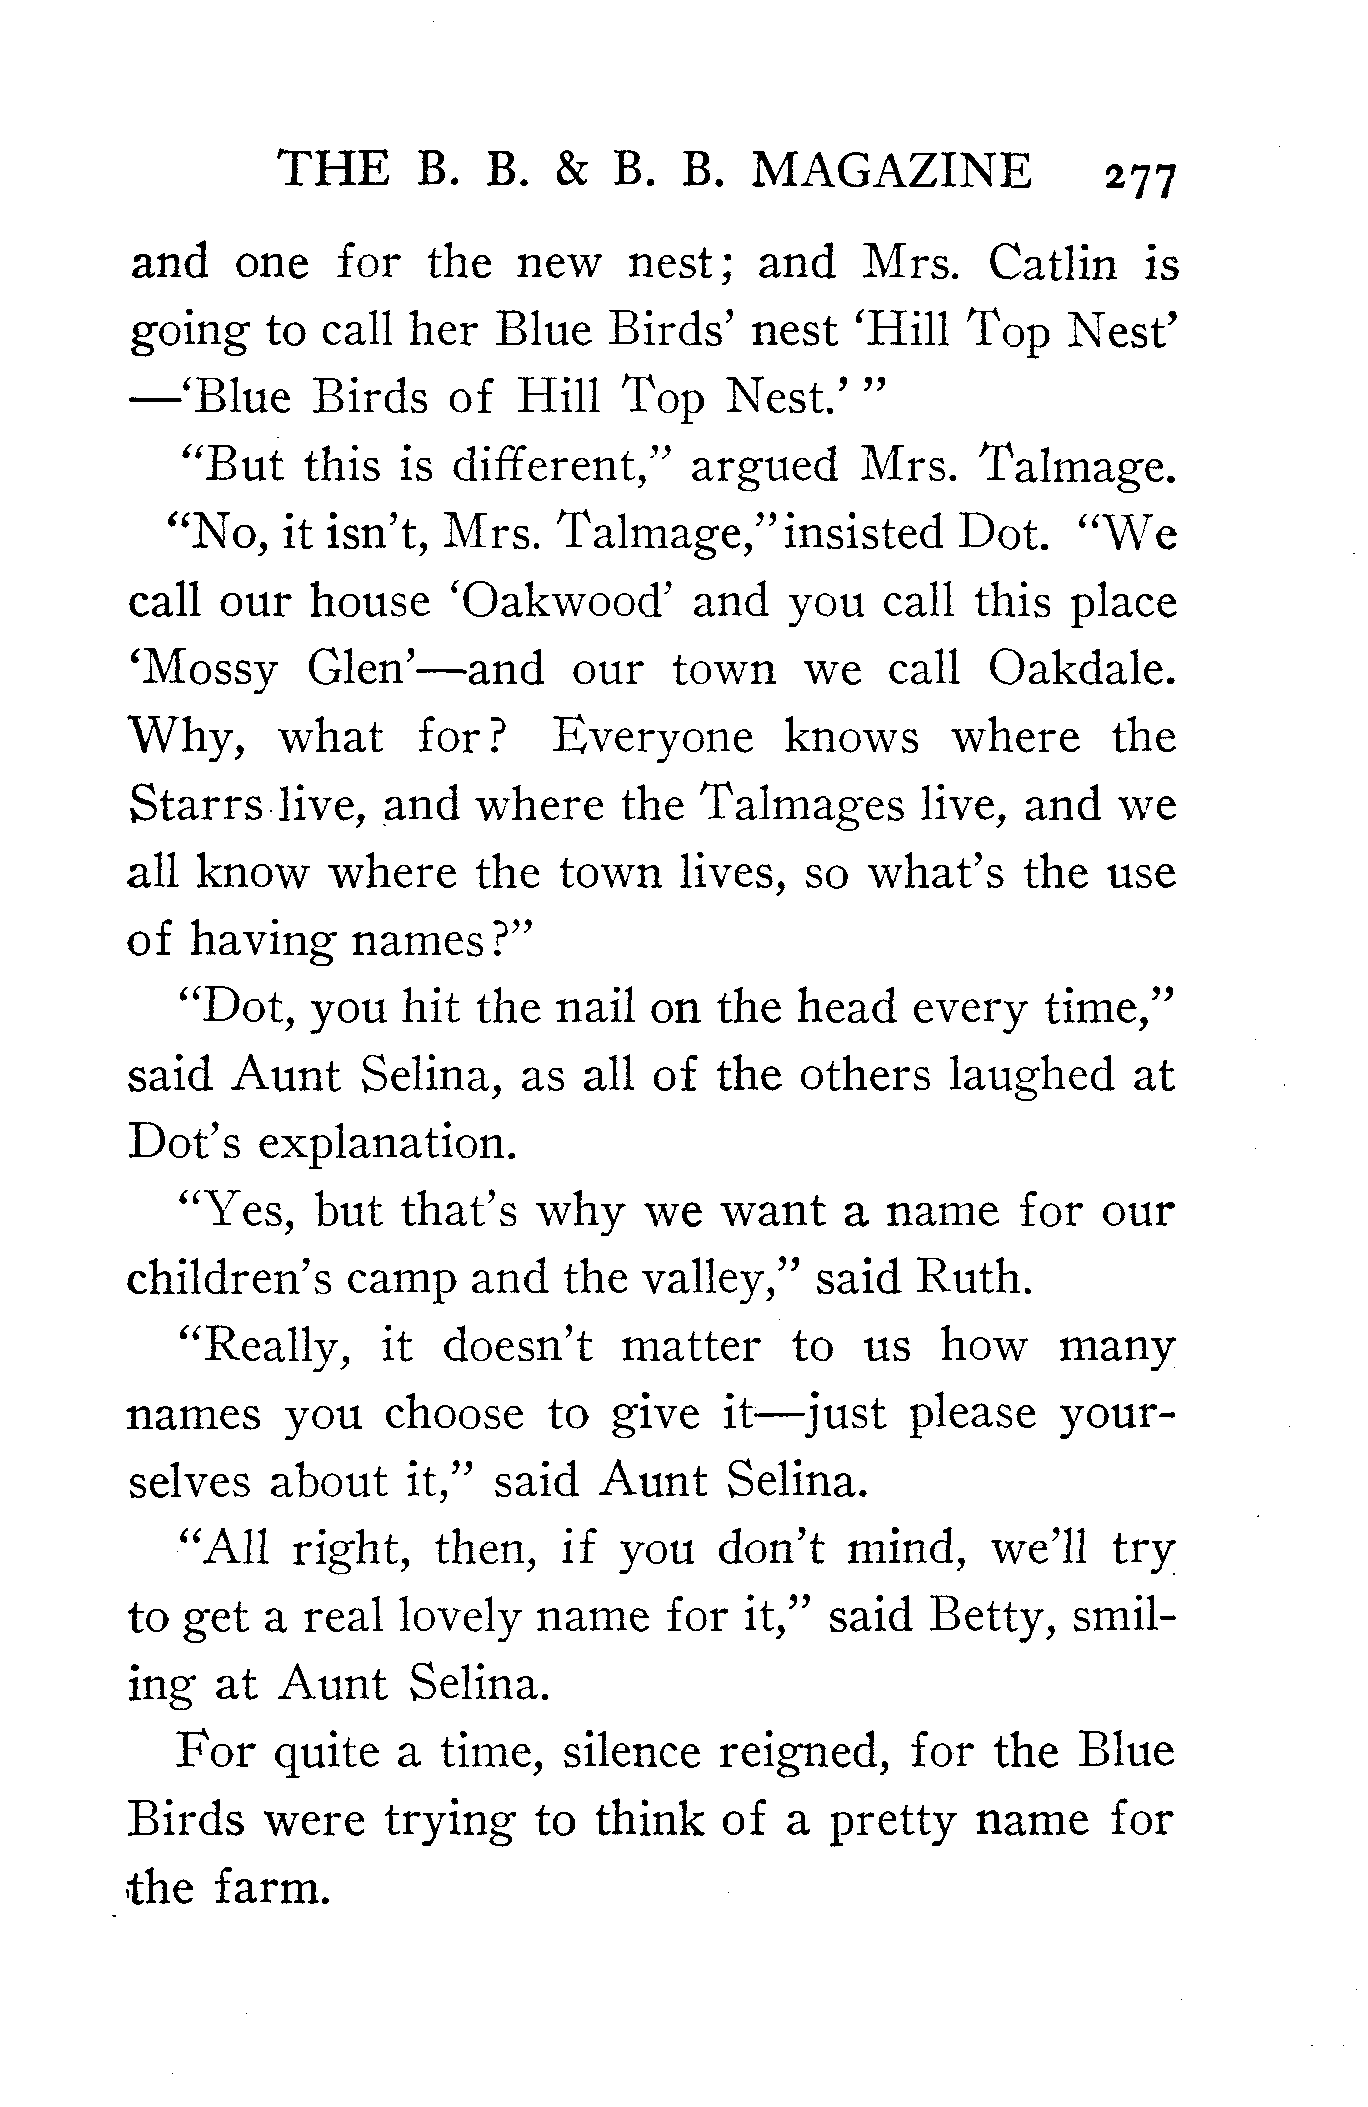 THE B. B. & B. B. MAGAZINE 277
and one for the new nest; and Mrs. Catlin is
going to call her Blue Birds' nest 'Hill Top Nest'
—'Blue Birds of Hill Top Nest.' "
"But this is different," argued Mrs. Talmage.
"No, it isn't, Mrs. Talmage," insisted Dot. "We
call our house 'Oakwood' and you call this place
'Mossy Glen'—and our town we call Oakdale.
Why, what for? Everyone knows where the
Starrs live, and where the Talmages live, and we
all know where the town lives, so what's the use
of having names?"
"Dot, you hit the nail on the head every time,"
said Aunt Selina, as all of the others laughed at
Dot's explanation.
"Yes, but that's why we want a name for our
children's camp and the valley," said Ruth.
"Really, it doesn't matter to us how many
names you choose to give it—just please your-
selves about it," said Aunt Selina.
"All right, then, if you don't mind, we'll try
to get a real lovely name for it," said Betty, smil-
ing at Aunt Selina.
For quite a time, silence reigned, for the Blue
Birds were trying to think of a pretty name for
the farm.